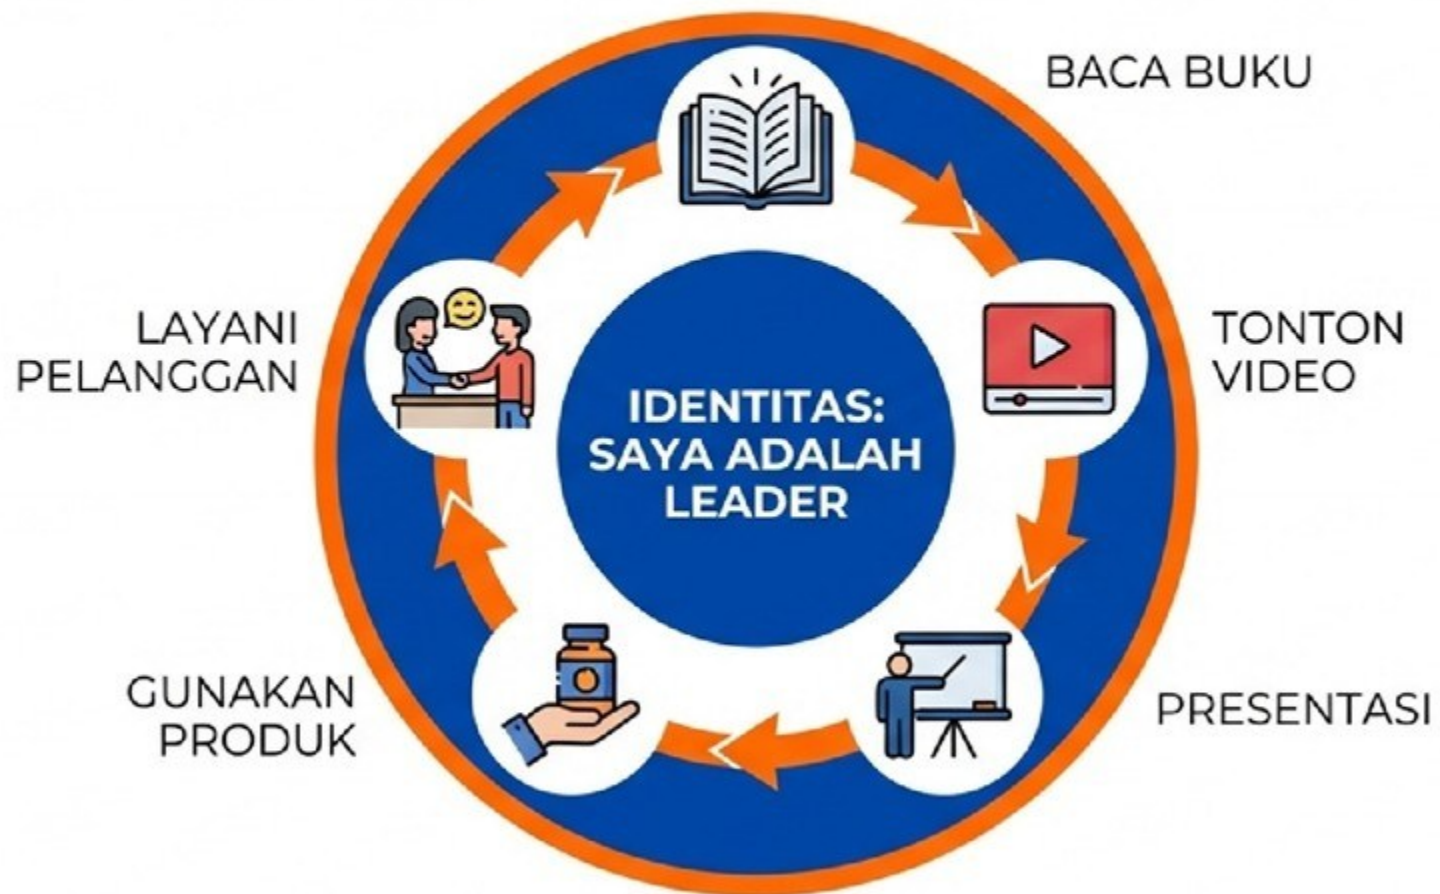 BACA BUKU
TONTON
VIDEO
PRESENTASI
GUNAKAN
PRODUK
LAYANI
PELANGGAN
IDENTITAS:
SAYA ADALAH
LEADER